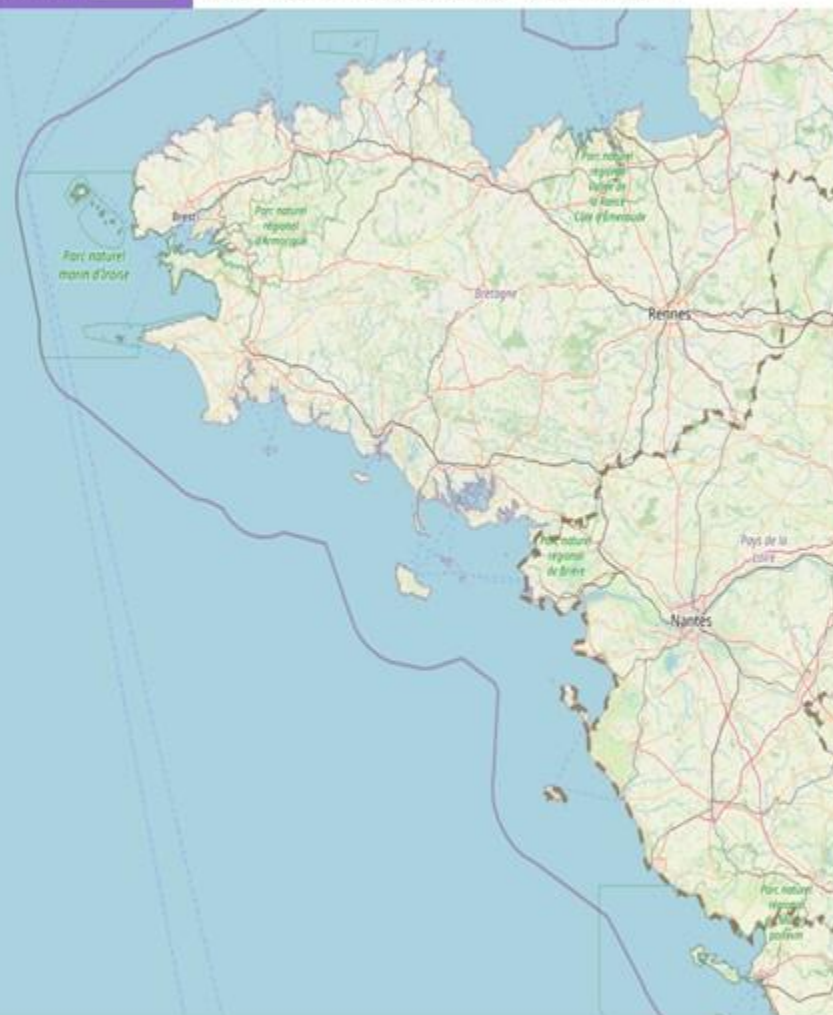 Parc naturel
régional
Vallée de
la Rance
Côte d'Émeraude
Brest
Parc naturel
régional
d'Armorique
Parc naturel
marin d'Iroise
Bretagne
Rennes
Parc naturel
régional
de Brière
Pays de la
Loire
Nantes
Parc naturel
régional
poitevin